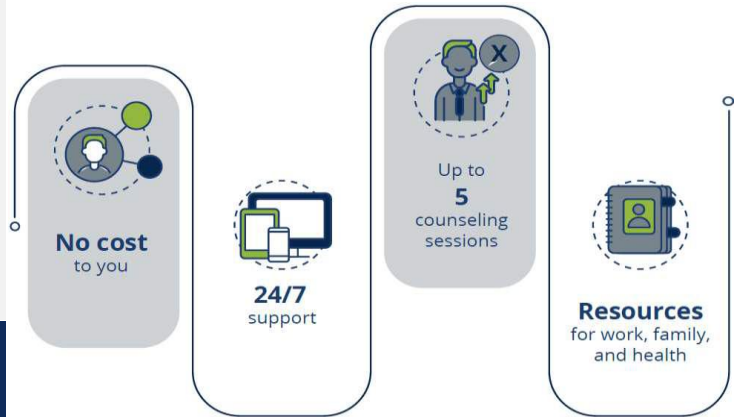 No cost
to you
24/7
support
X
Up to
5
counseling
sessions
Resources
for work, family,
and health